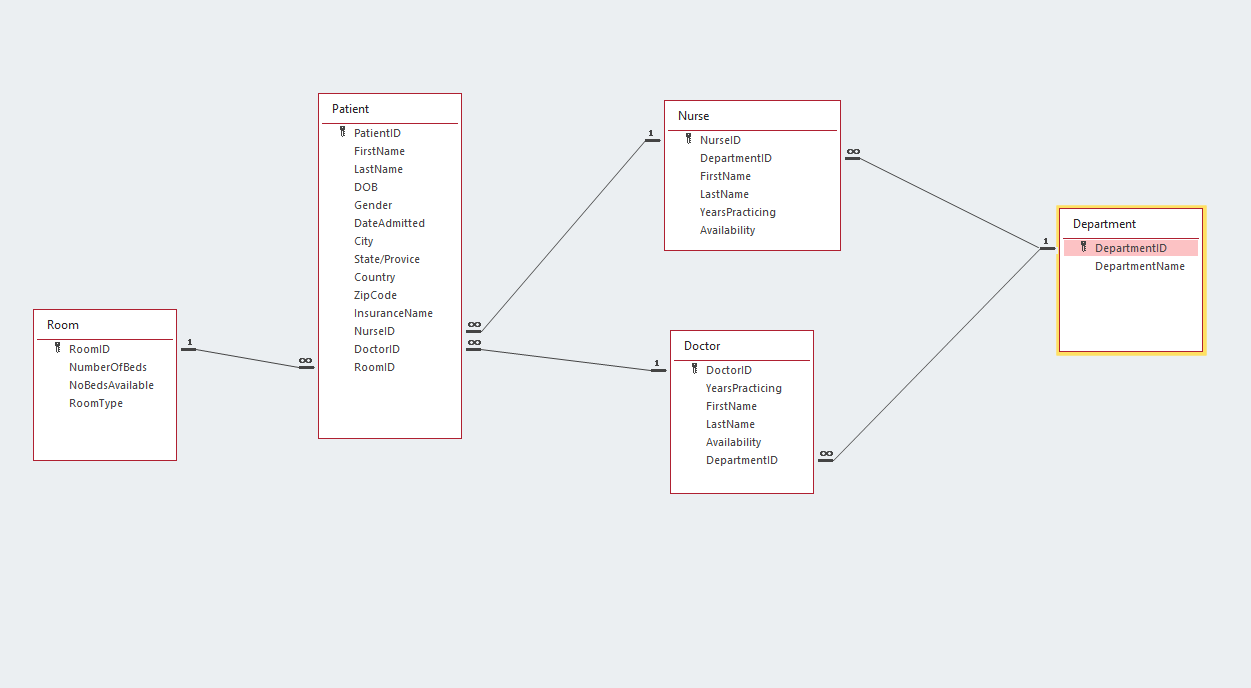 Room
RoomID
NumberOfBeds
NoBedsAvailable
RoomType
1
∞
Patient
PatientID
FirstName
LastName
DOB
Gender
DateAdmitted
City
State/Provice
Country
ZipCode
InsuranceName
NurseID
DoctorID
RoomID
∞
∞
1
1
Nurse
NurseID
DepartmentID
FirstName
LastName
YearsPracticing
Availability
∞
Doctor
DoctorID
YearsPracticing
FirstName
LastName
Availability
DepartmentID
∞
1
Department
DepartmentID
DepartmentName